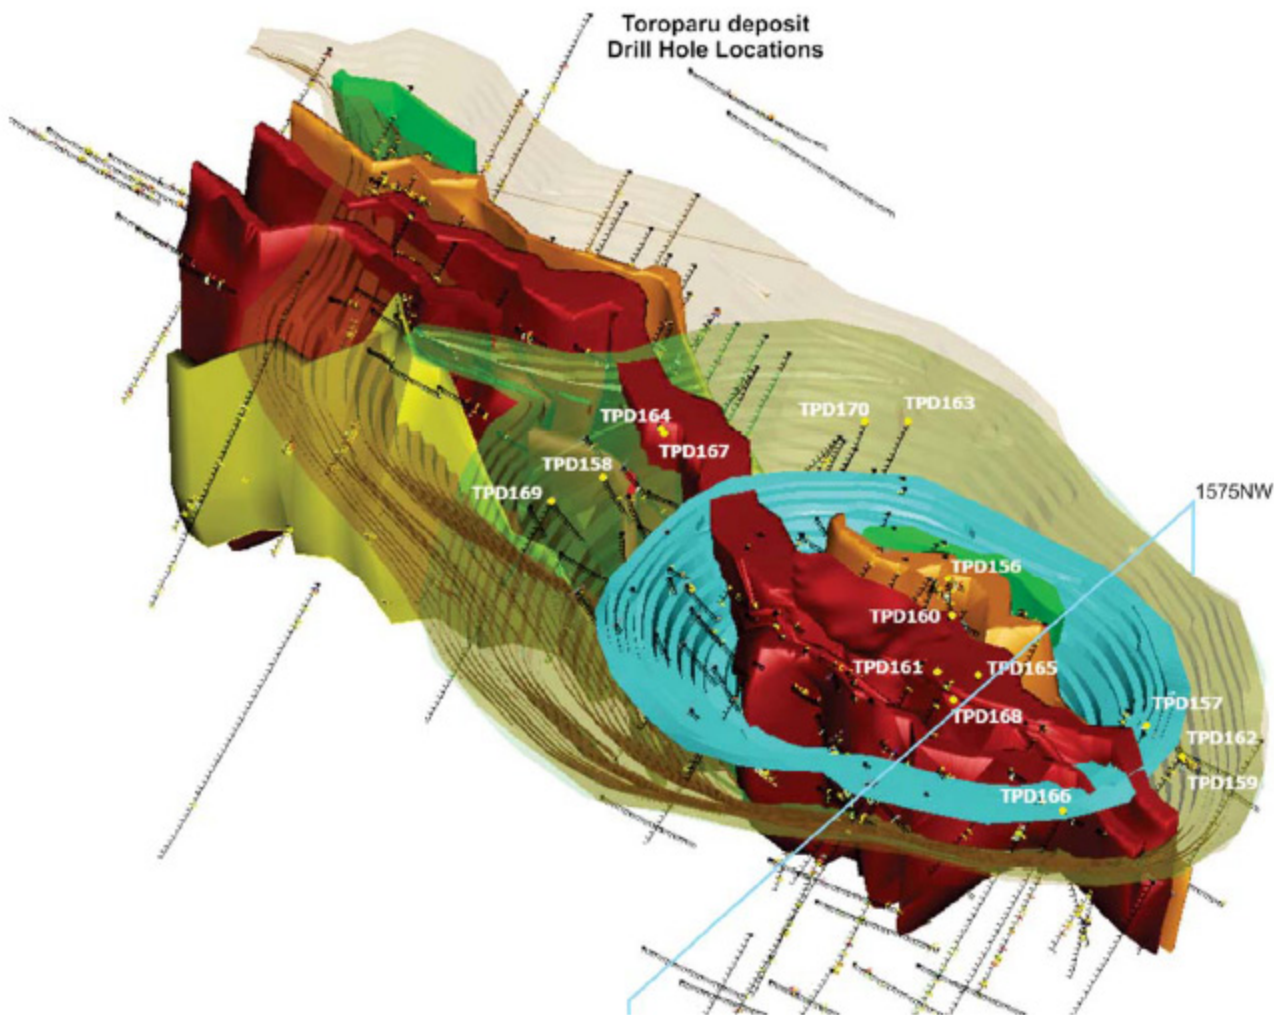 Toroparu deposit
Drill Hole Locations
TPD164
TPD170
TPD163
TPD167
TPD158
TPD169
1575NW
TPD156
TPD160
TPD161
TPD165
TPD157
TPD168
TPD162
TPD159
TPD166